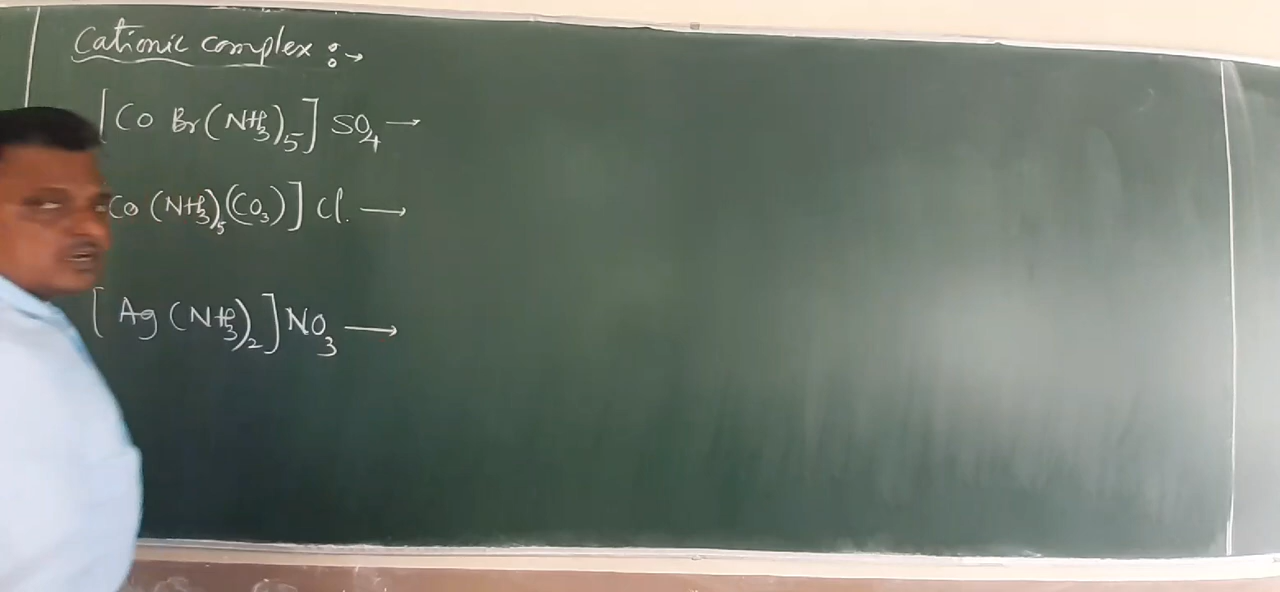 Cationic complex :→
[Co Br(NH3)5] SO4 →
Co (NH3)5(CO3)] Cl. →
[Ag (NH3)2] NO3 →